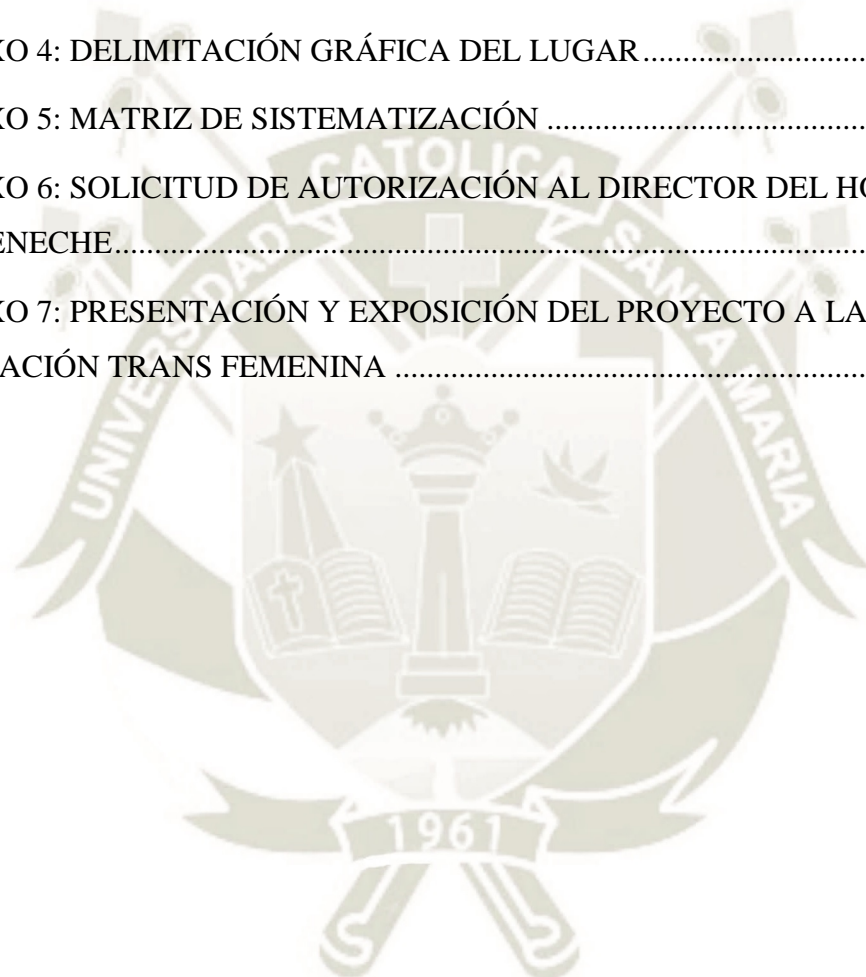 XO 4: DELIMITACIÓN GRÁFICA DEL LUGAR..............................
XO 5: MATRIZ DE SISTEMATIZACIÓN ...........................................
XO 6: SOLICITUD DE AUTORIZACIÓN AL DIRECTOR DEL HO
ENECHE...............................................................................................
XO 7: PRESENTACIÓN Y EXPOSICIÓN DEL PROYECTO A LA
ACIÓN TRANS FEMENINA ............................................................
UNIVERSIDAD CATOLICA SANTA MARIA
1961